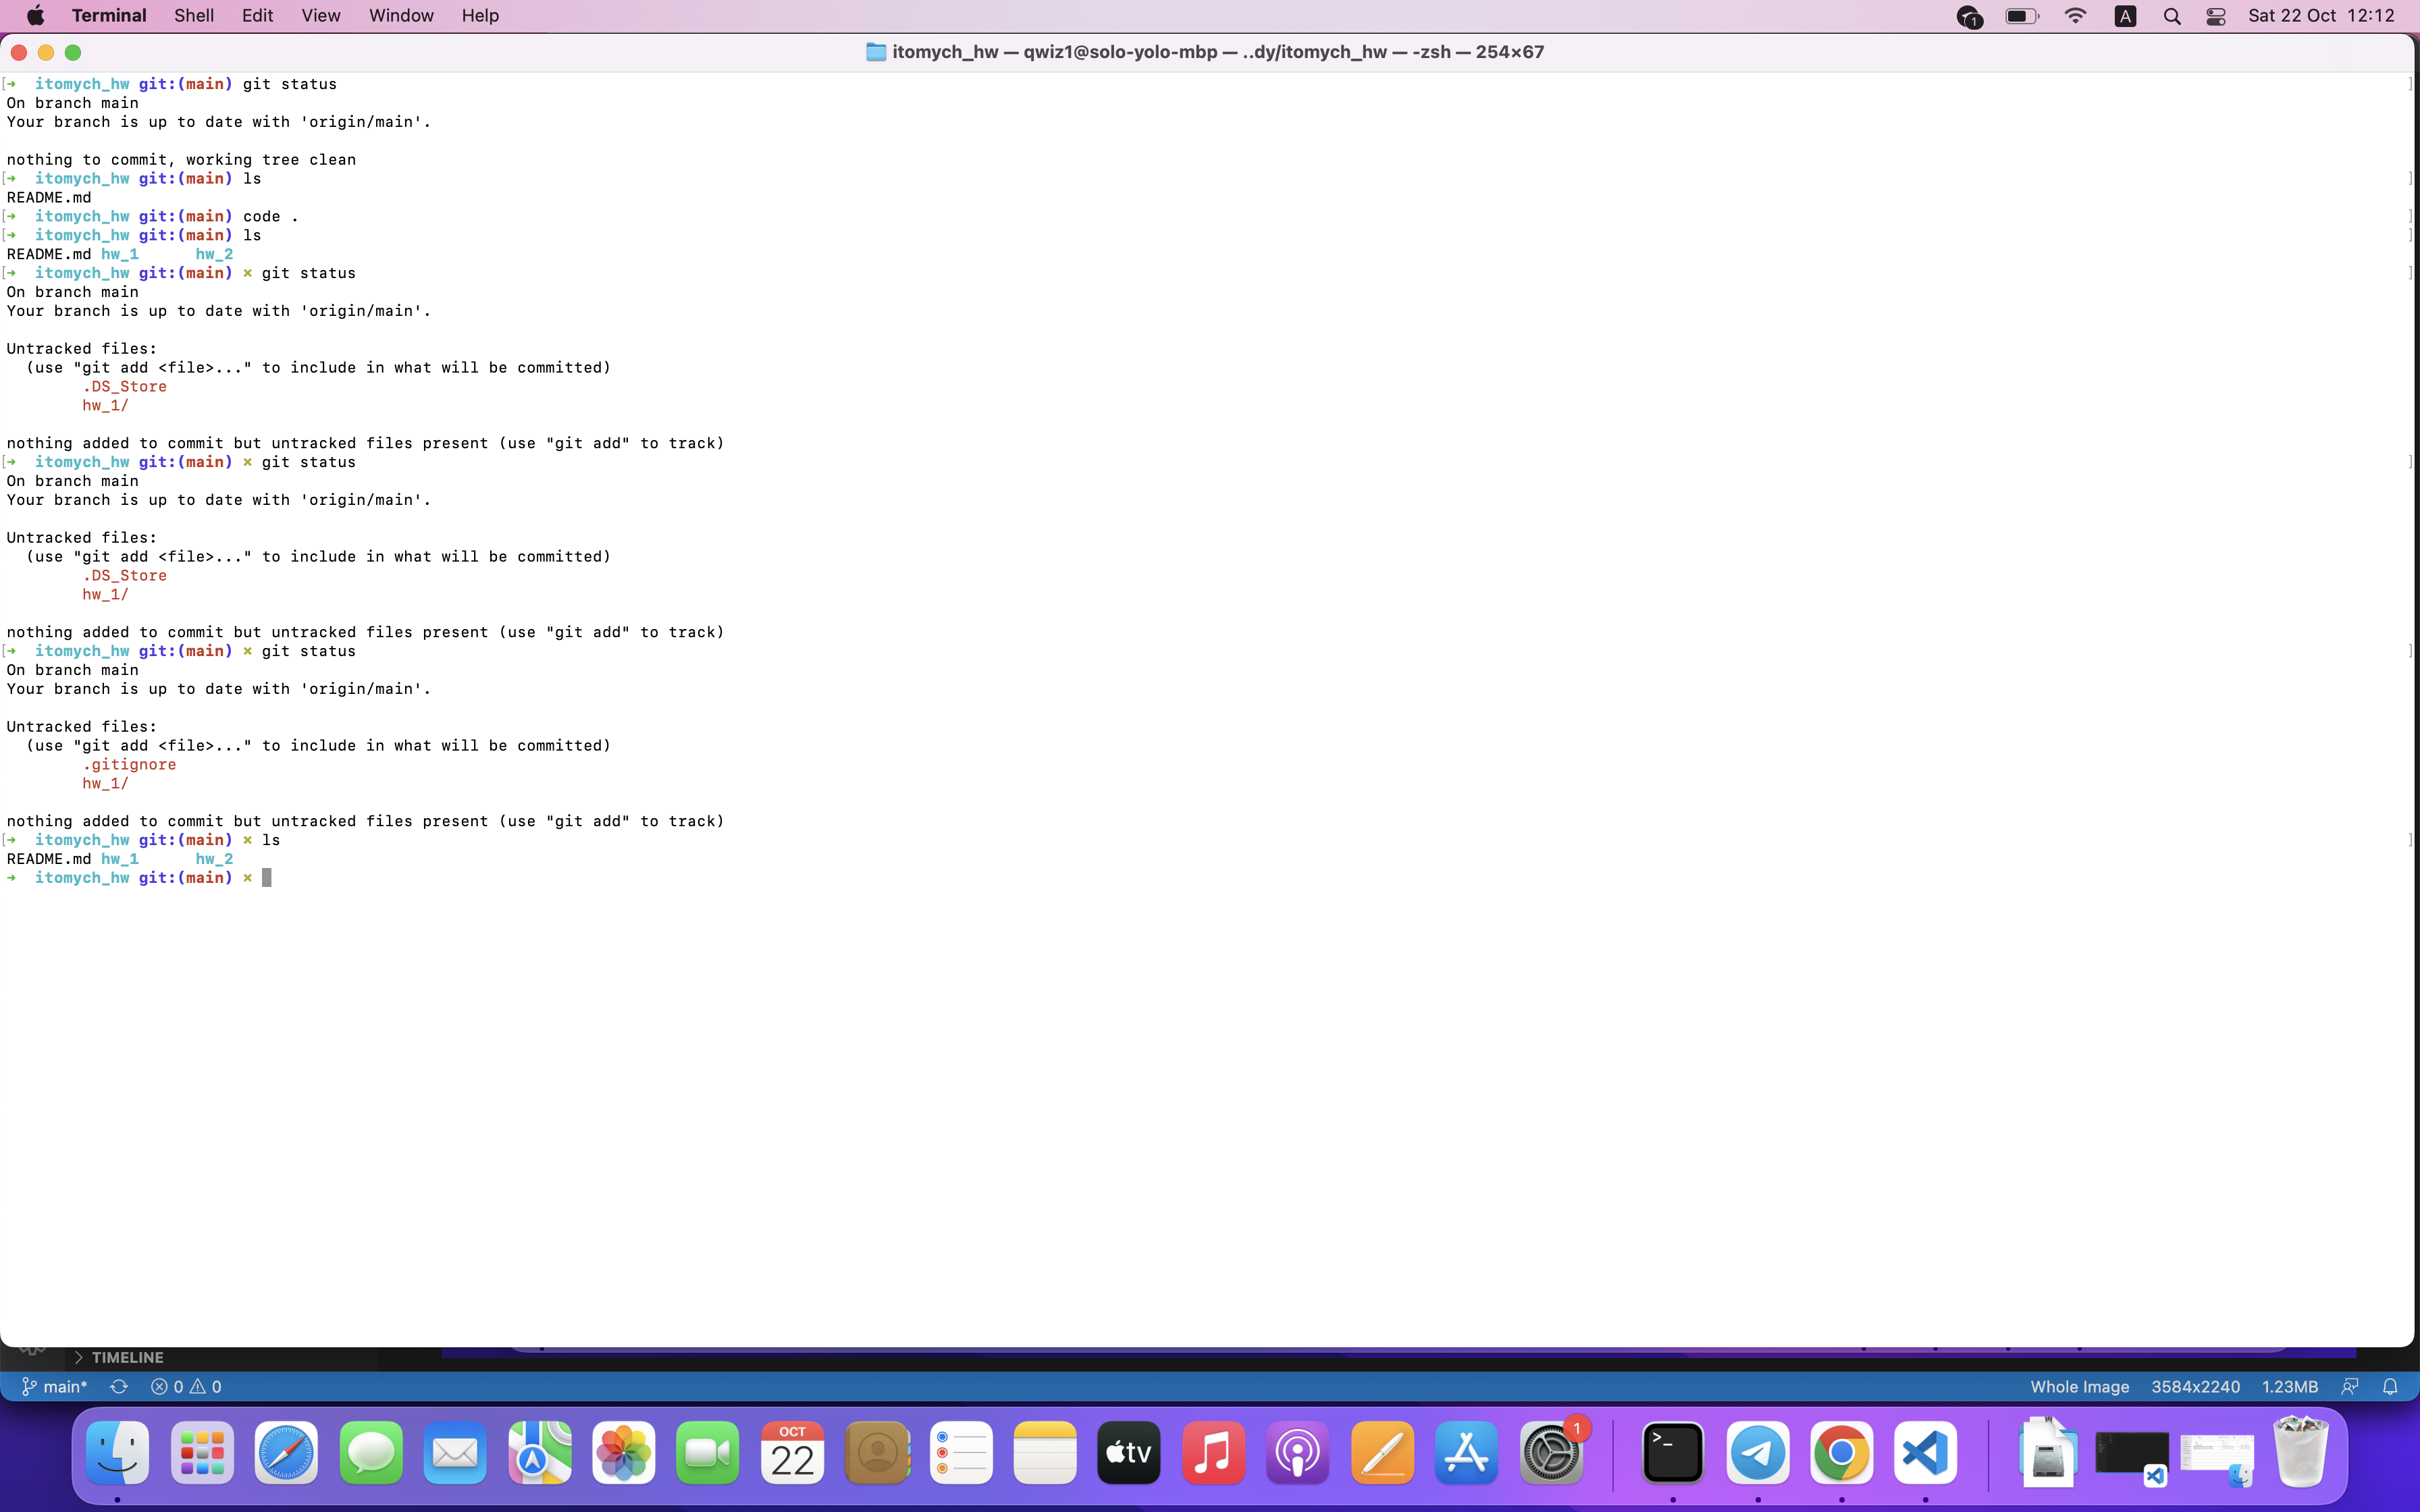 Terminal Shell Edit View Window Help 1 A Sat 22 Oct 12:12
itomych_hw — qwiz1@solo-yolo-mbp — ..dy/itomych_hw — -zsh — 254×67
[➜ itomych_hw git:(main) git status ]
On branch main
Your branch is up to date with 'origin/main'.
nothing to commit, working tree clean
[➜ itomych_hw git:(main) ls ]
README.md
[➜ itomych_hw git:(main) code . ]
[➜ itomych_hw git:(main) ls ]
README.md hw_1 hw_2
[➜ itomych_hw git:(main) ✗ git status ]
On branch main
Your branch is up to date with 'origin/main'.
Untracked files:
(use "git add <file>..." to include in what will be committed)
.DS_Store
hw_1/
nothing added to commit but untracked files present (use "git add" to track)
[➜ itomych_hw git:(main) ✗ git status ]
On branch main
Your branch is up to date with 'origin/main'.
Untracked files:
(use "git add <file>..." to include in what will be committed)
.DS_Store
hw_1/
nothing added to commit but untracked files present (use "git add" to track)
[➜ itomych_hw git:(main) ✗ git status ]
On branch main
Your branch is up to date with 'origin/main'.
Untracked files:
(use "git add <file>..." to include in what will be committed)
.gitignore
hw_1/
nothing added to commit but untracked files present (use "git add" to track)
[➜ itomych_hw git:(main) ✗ ls ]
README.md hw_1 hw_2
➜ itomych_hw git:(main) ✗
> TIMELINE
main* 0 0 Whole Image 3584x2240 1.23MB
OCT
22
tv
1
>_